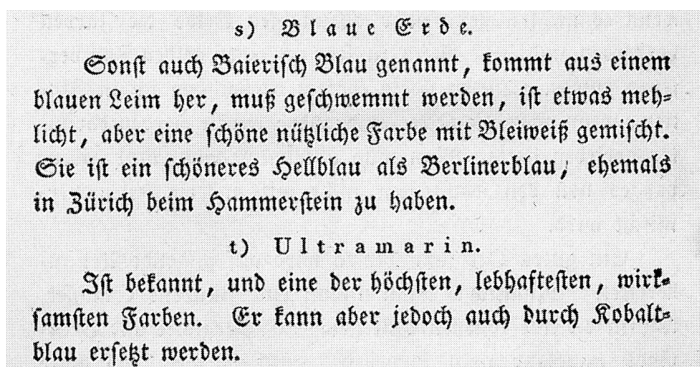 s) Blaue Erde.
Sonst auch Baierisch Blau genannt, kommt aus einem
blauen Leim her, muß geschwemmt werden, ist etwas meh=
licht, aber eine schöne nützliche Farbe mit Bleiweiß gemischt.
Sie ist ein schöneres Hellblau als Berlinerblau, ehemals
in Zürich beim Hammerstein zu haben.
t) Ultramarin.
Ist bekannt, und eine der höchsten, lebhaftesten, wirk=
samsten Farben. Er kann aber jedoch auch durch Kobalt=
blau ersetzt werden.